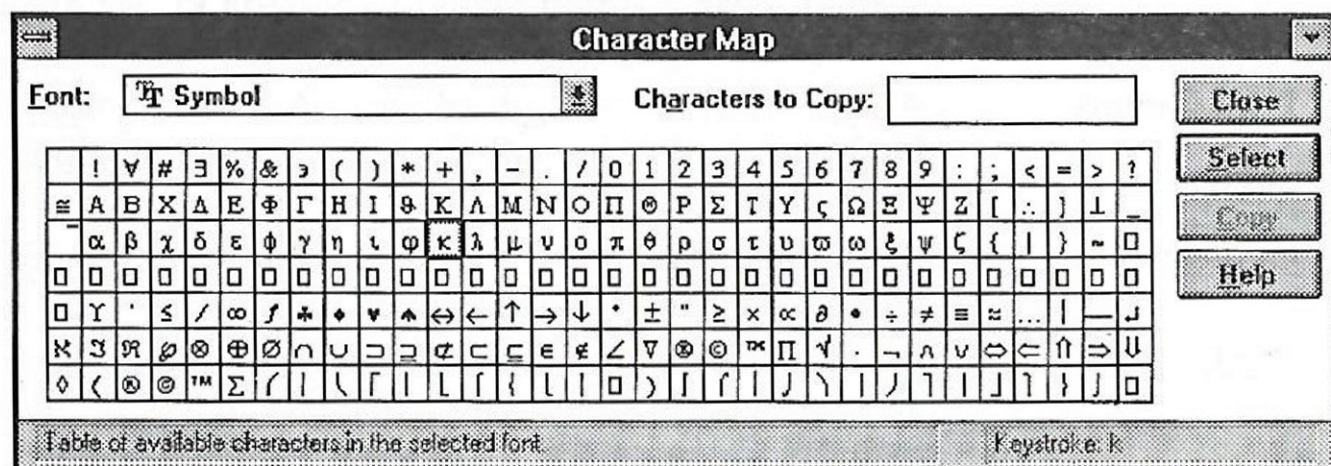 Character Map
Font: Symbol Characters to Copy: Close
Select
Copy
Help
! ∀ # ∃ % & ∋ ( ) * + , − . / 0 1 2 3 4 5 6 7 8 9 : ; < = > ?
≅ Α Β Χ Δ Ε Φ Γ Η Ι ϑ Κ Λ Μ Ν Ο Π Θ Ρ Σ Τ Υ ς Ω Ξ Ψ Ζ [ ∴ ] ⊥ _
‾ α β χ δ ε φ γ η ι ϕ κ λ μ ν ο π θ ρ σ τ υ ϖ ω ξ ψ ζ { | } ~ □
□ □ □ □ □ □ □ □ □ □ □ □ □ □ □ □ □ □ □ □ □ □ □ □ □ □ □ □ □ □ □ □
□ ϒ ′ ≤ ⁄ ∞ ƒ ♣ ♦ ♥ ♠ ↔ ← ↑ → ↓ ° ± ″ ≥ × ∝ ∂ • ÷ ≠ ≡ ≈ … | — ↵
ℵ ℑ ℜ ℘ ⊗ ⊕ ∅ ∩ ∪ ⊃ ⊇ ⊄ ⊂ ⊆ ∈ ∉ ∠ ∇ ® © ™ ∏ √ ⋅ ¬ ∧ ∨ ⇔ ⇐ ⇑ ⇒ ⇓
◊ 〈 ® © ™ ∑ ⎛ ⎜ ⎝ ⎡ ⎢ ⎣ ⎧ ⎨ ⎩ ⎪ □ 〉 ∫ ⌠ ⎮ ⌡ ⎞ ⎟ ⎠ ⎤ ⎥ ⎦ ⎫ ⎬ ⎭ □
Table of available characters in the selected font. Keystroke: k